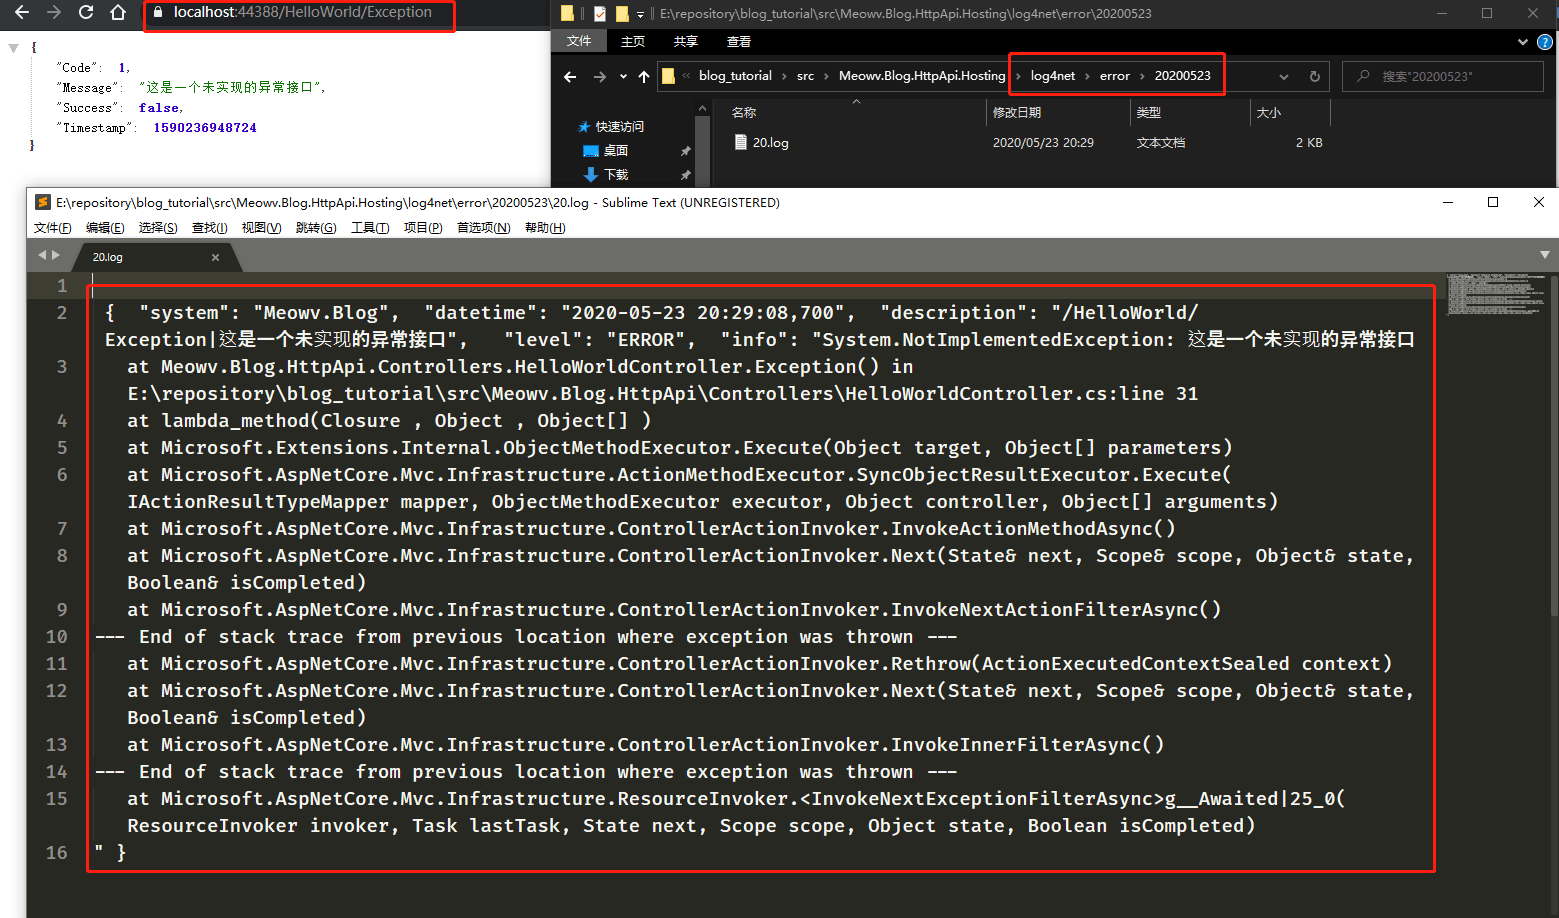 localhost:44388/HelloWorld/Exception
{
"Code": 1,
"Message": "这是一个未实现的异常接口",
"Success": false,
"Timestamp": 1590236948724
}
E:\repository\blog_tutorial\src\Meowv.Blog.HttpApi.Hosting\log4net\error\20200523
文件 主页 共享 查看
« blog_tutorial › src › Meowv.Blog.HttpApi.Hosting › log4net › error › 20200523
搜索"20200523"
快速访问
桌面
下载
名称 修改日期 类型 大小
20.log 2020/05/23 20:29 文本文档 2 KB
E:\repository\blog_tutorial\src\Meowv.Blog.HttpApi.Hosting\log4net\error\20200523\20.log - Sublime Text (UNREGISTERED)
文件(F) 编辑(E) 选择(S) 查找(I) 视图(V) 跳转(G) 工具(T) 项目(P) 首选项(N) 帮助(H)
20.log
1
2 { "system": "Meowv.Blog", "datetime": "2020-05-23 20:29:08,700", "description": "/HelloWorld/
Exception|这是一个未实现的异常接口", "level": "ERROR", "info": "System.NotImplementedException: 这是一个未实现的异常接口
3 at Meowv.Blog.HttpApi.Controllers.HelloWorldController.Exception() in
E:\repository\blog_tutorial\src\Meowv.Blog.HttpApi\Controllers\HelloWorldController.cs:line 31
4 at lambda_method(Closure , Object , Object[] )
5 at Microsoft.Extensions.Internal.ObjectMethodExecutor.Execute(Object target, Object[] parameters)
6 at Microsoft.AspNetCore.Mvc.Infrastructure.ActionMethodExecutor.SyncObjectResultExecutor.Execute(
IActionResultTypeMapper mapper, ObjectMethodExecutor executor, Object controller, Object[] arguments)
7 at Microsoft.AspNetCore.Mvc.Infrastructure.ControllerActionInvoker.InvokeActionMethodAsync()
8 at Microsoft.AspNetCore.Mvc.Infrastructure.ControllerActionInvoker.Next(State& next, Scope& scope, Object& state,
Boolean& isCompleted)
9 at Microsoft.AspNetCore.Mvc.Infrastructure.ControllerActionInvoker.InvokeNextActionFilterAsync()
10 --- End of stack trace from previous location where exception was thrown ---
11 at Microsoft.AspNetCore.Mvc.Infrastructure.ControllerActionInvoker.Rethrow(ActionExecutedContextSealed context)
12 at Microsoft.AspNetCore.Mvc.Infrastructure.ControllerActionInvoker.Next(State& next, Scope& scope, Object& state,
Boolean& isCompleted)
13 at Microsoft.AspNetCore.Mvc.Infrastructure.ControllerActionInvoker.InvokeInnerFilterAsync()
14 --- End of stack trace from previous location where exception was thrown ---
15 at Microsoft.AspNetCore.Mvc.Infrastructure.ResourceInvoker.<InvokeNextExceptionFilterAsync>g__Awaited|25_0(
ResourceInvoker invoker, Task lastTask, State next, Scope scope, Object state, Boolean isCompleted)
16 " }